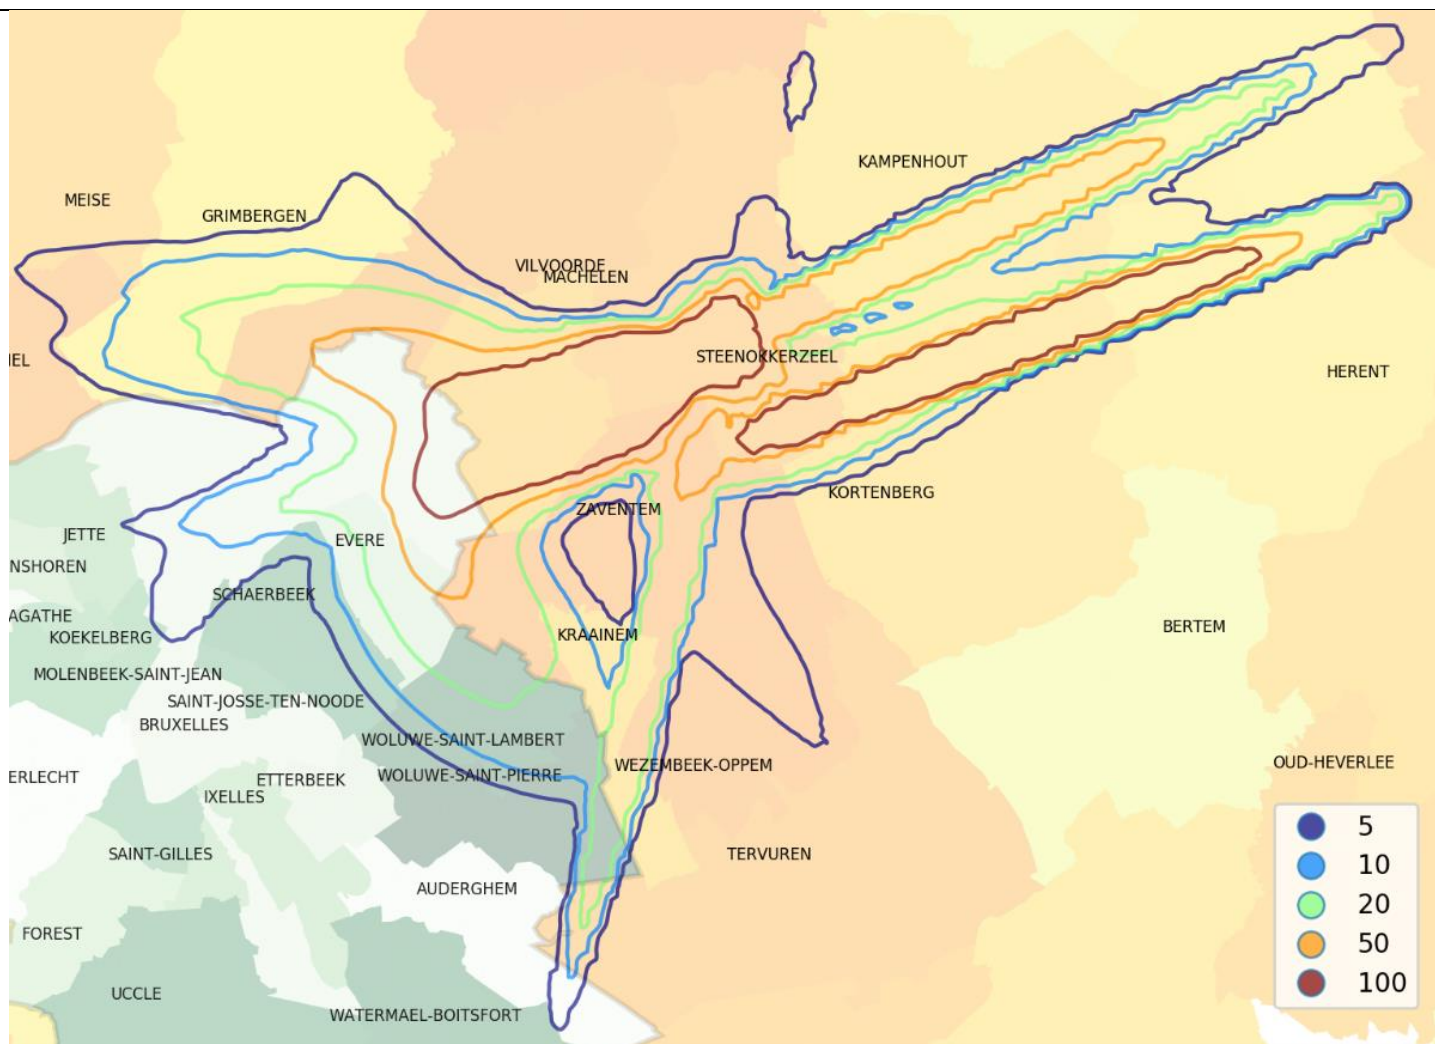 KAMPENHOUT
MEISE
GRIMBERGEN
VILVOORDE
MACHELEN
STEENOKKERZEEL
IEL
HERENT
KORTENBERG
ZAVENTEM
JETTE
EVERE
NSHOREN
SCHAERBEEK
AGATHE
KOEKELBERG
KRAAINEM
BERTEM
MOLENBEEK-SAINT-JEAN
SAINT-JOSSE-TEN-NOODE
BRUXELLES
WOLUWE-SAINT-LAMBERT
WEZEMBEEK-OPPEM
OUD-HEVERLEE
ERLECHT
ETTERBEEK
WOLUWE-SAINT-PIERRE
IXELLES
SAINT-GILLES
TERVUREN
AUDERGHEM
FOREST
UCCLE
WATERMAEL-BOITSFORT
5
10
20
50
100